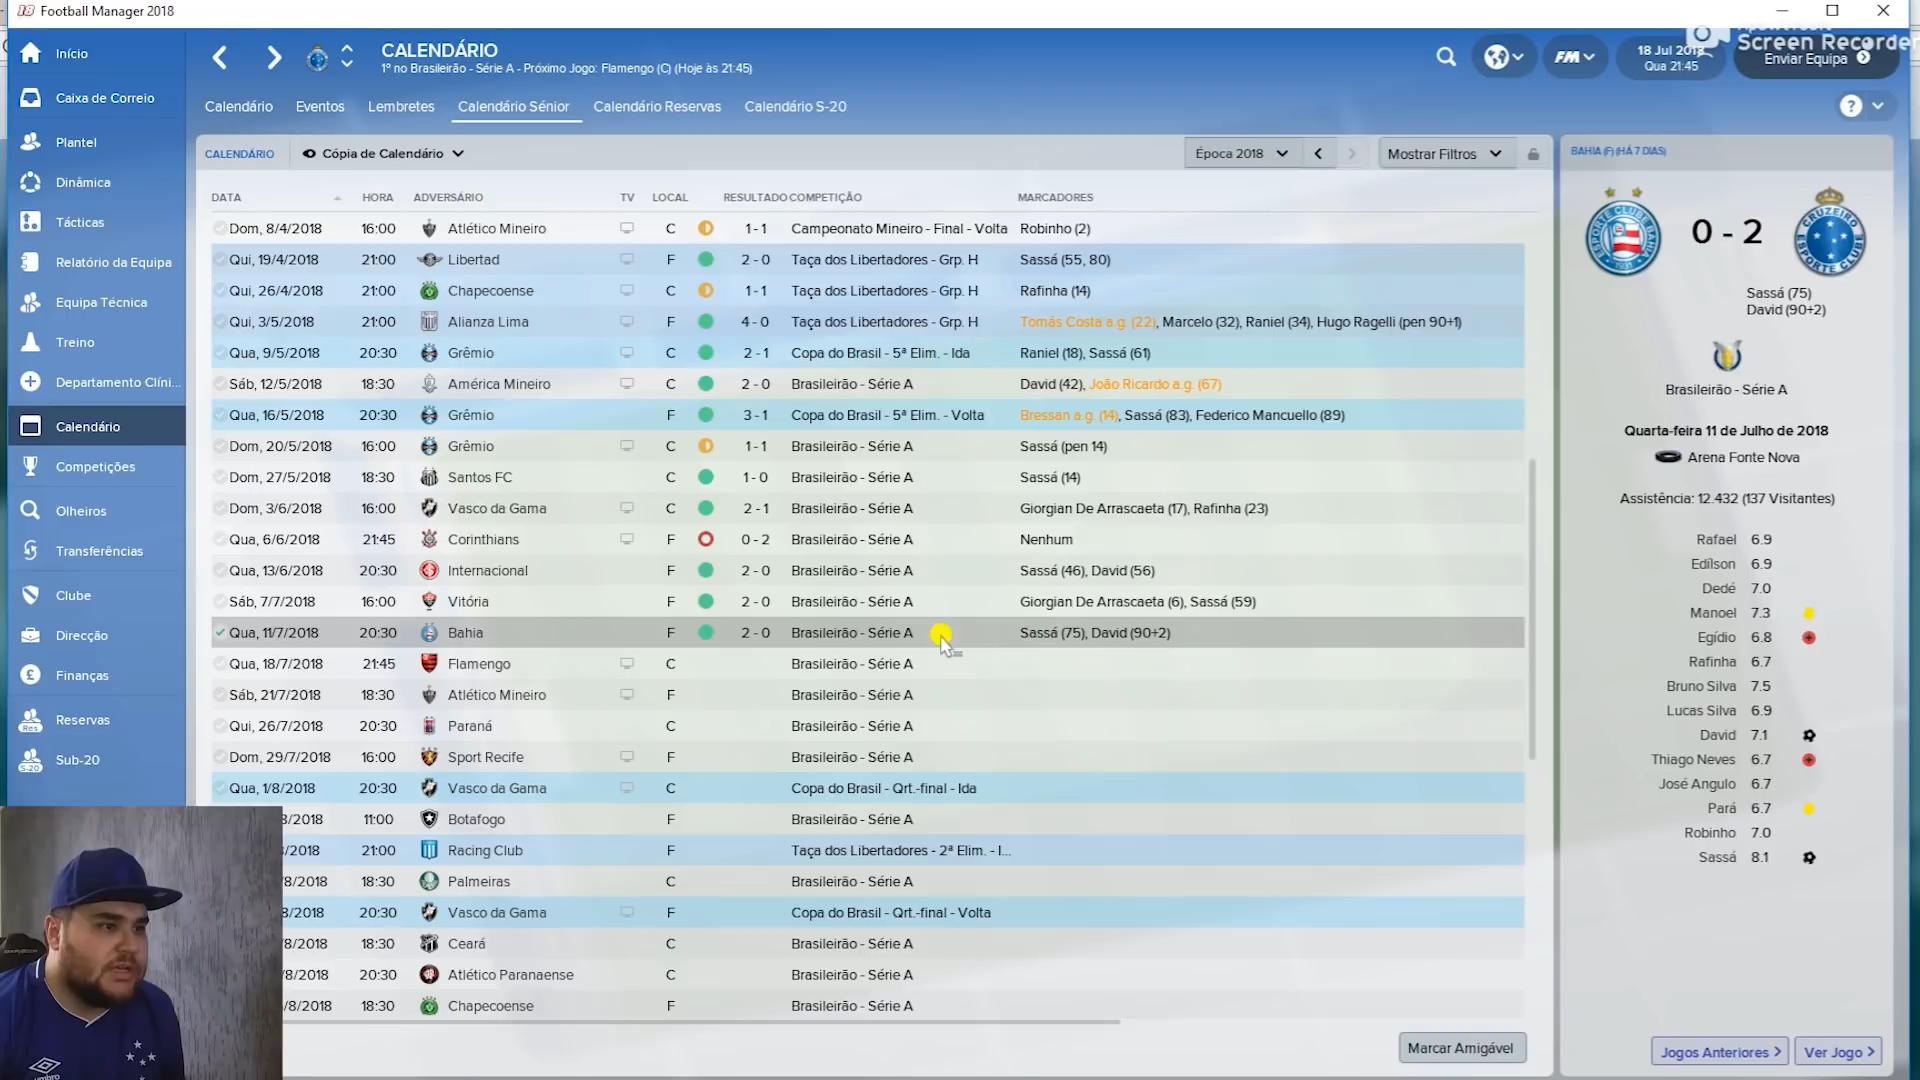 Football Manager 2018
Screen Recorder
Início
Caixa de Correio
Plantel
Dinâmica
Tácticas
Relatório da Equipa
Equipa Técnica
Treino
Departamento Clíni...
Calendário
Competições
Olheiros
Transferências
Clube
Direcção
Finanças
Reservas
Sub-20
CALENDÁRIO
1º no Brasileirão - Série A - Próximo Jogo: Flamengo (C) (Hoje às 21:45)
FM
18 Jul 2018
Qua 21:45
Enviar Equipa
Calendário Eventos Lembretes Calendário Sénior Calendário Reservas Calendário S-20
CALENDÁRIO Cópia de Calendário Época 2018 Mostrar Filtros
DATA HORA ADVERSÁRIO TV LOCAL RESULTADO COMPETIÇÃO MARCADORES
Dom, 8/4/2018 16:00 Atlético Mineiro C 1 - 1 Campeonato Mineiro - Final - Volta Robinho (2)
Qui, 19/4/2018 21:00 Libertad F 2 - 0 Taça dos Libertadores - Grp. H Sassá (55, 80)
Qui, 26/4/2018 21:00 Chapecoense C 1 - 1 Taça dos Libertadores - Grp. H Rafinha (14)
Qui, 3/5/2018 21:00 Alianza Lima F 4 - 0 Taça dos Libertadores - Grp. H Tomás Costa a.g. (22), Marcelo (32), Raniel (34), Hugo Ragelli (pen 90+1)
Qua, 9/5/2018 20:30 Grêmio C 2 - 1 Copa do Brasil - 5ª Elim. - Ida Raniel (18), Sassá (61)
Sáb, 12/5/2018 18:30 América Mineiro C 2 - 0 Brasileirão - Série A David (42), João Ricardo a.g. (67)
Qua, 16/5/2018 20:30 Grêmio F 3 - 1 Copa do Brasil - 5ª Elim. - Volta Bressan a.g. (14), Sassá (83), Federico Mancuello (89)
Dom, 20/5/2018 16:00 Grêmio C 1 - 1 Brasileirão - Série A Sassá (pen 14)
Dom, 27/5/2018 18:30 Santos FC C 1 - 0 Brasileirão - Série A Sassá (14)
Dom, 3/6/2018 16:00 Vasco da Gama C 2 - 1 Brasileirão - Série A Giorgian De Arrascaeta (17), Rafinha (23)
Qua, 6/6/2018 21:45 Corinthians F 0 - 2 Brasileirão - Série A Nenhum
Qua, 13/6/2018 20:30 Internacional F 2 - 0 Brasileirão - Série A Sassá (46), David (56)
Sáb, 7/7/2018 16:00 Vitória F 2 - 0 Brasileirão - Série A Giorgian De Arrascaeta (6), Sassá (59)
Qua, 11/7/2018 20:30 Bahia F 2 - 0 Brasileirão - Série A Sassá (75), David (90+2)
Qua, 18/7/2018 21:45 Flamengo C Brasileirão - Série A
Sáb, 21/7/2018 18:30 Atlético Mineiro F Brasileirão - Série A
Qui, 26/7/2018 20:30 Paraná C Brasileirão - Série A
Dom, 29/7/2018 16:00 Sport Recife F Brasileirão - Série A
Qua, 1/8/2018 20:30 Vasco da Gama C Copa do Brasil - Qrt.-final - Ida
8/2018 11:00 Botafogo F Brasileirão - Série A
/2018 21:00 Racing Club F Taça dos Libertadores - 2ª Elim. - I...
/8/2018 18:30 Palmeiras C Brasileirão - Série A
8/2018 20:30 Vasco da Gama F Copa do Brasil - Qrt.-final - Volta
/8/2018 18:30 Ceará C Brasileirão - Série A
/8/2018 20:30 Atlético Paranaense C Brasileirão - Série A
/8/2018 18:30 Chapecoense F Brasileirão - Série A
Marcar Amigável
BAHIA (F) (HÁ 7 DIAS)
0 - 2
ESPORTE CLUBE BAHIA
1931
CRUZEIRO
ESPORTE CLUBE
Sassá (75)
David (90+2)
Brasileirão - Série A
Quarta-feira 11 de Julho de 2018
Arena Fonte Nova
Assistência: 12.432 (137 Visitantes)
Rafael 6.9
Edílson 6.9
Dedé 7.0
Manoel 7.3
Egídio 6.8
Rafinha 6.7
Bruno Silva 7.5
Lucas Silva 6.9
David 7.1
Thiago Neves 6.7
José Angulo 6.7
Pará 6.7
Robinho 7.0
Sassá 8.1
Jogos Anteriores
Ver Jogo
umbro